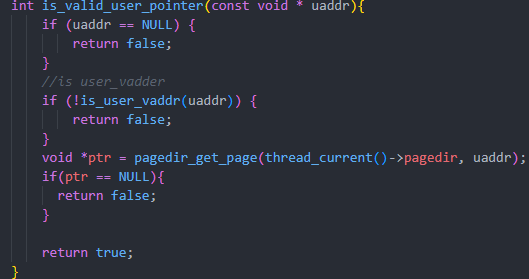 int is_valid_user_pointer(const void * uaddr){
    if (uaddr == NULL) {
        return false;
    }
    //is user_vadder
    if (!is_user_vaddr(uaddr)) {
        return false;
    }
    void *ptr = pagedir_get_page(thread_current()->pagedir, uaddr);
    if(ptr == NULL){
      return false;
    }

    return true;
}